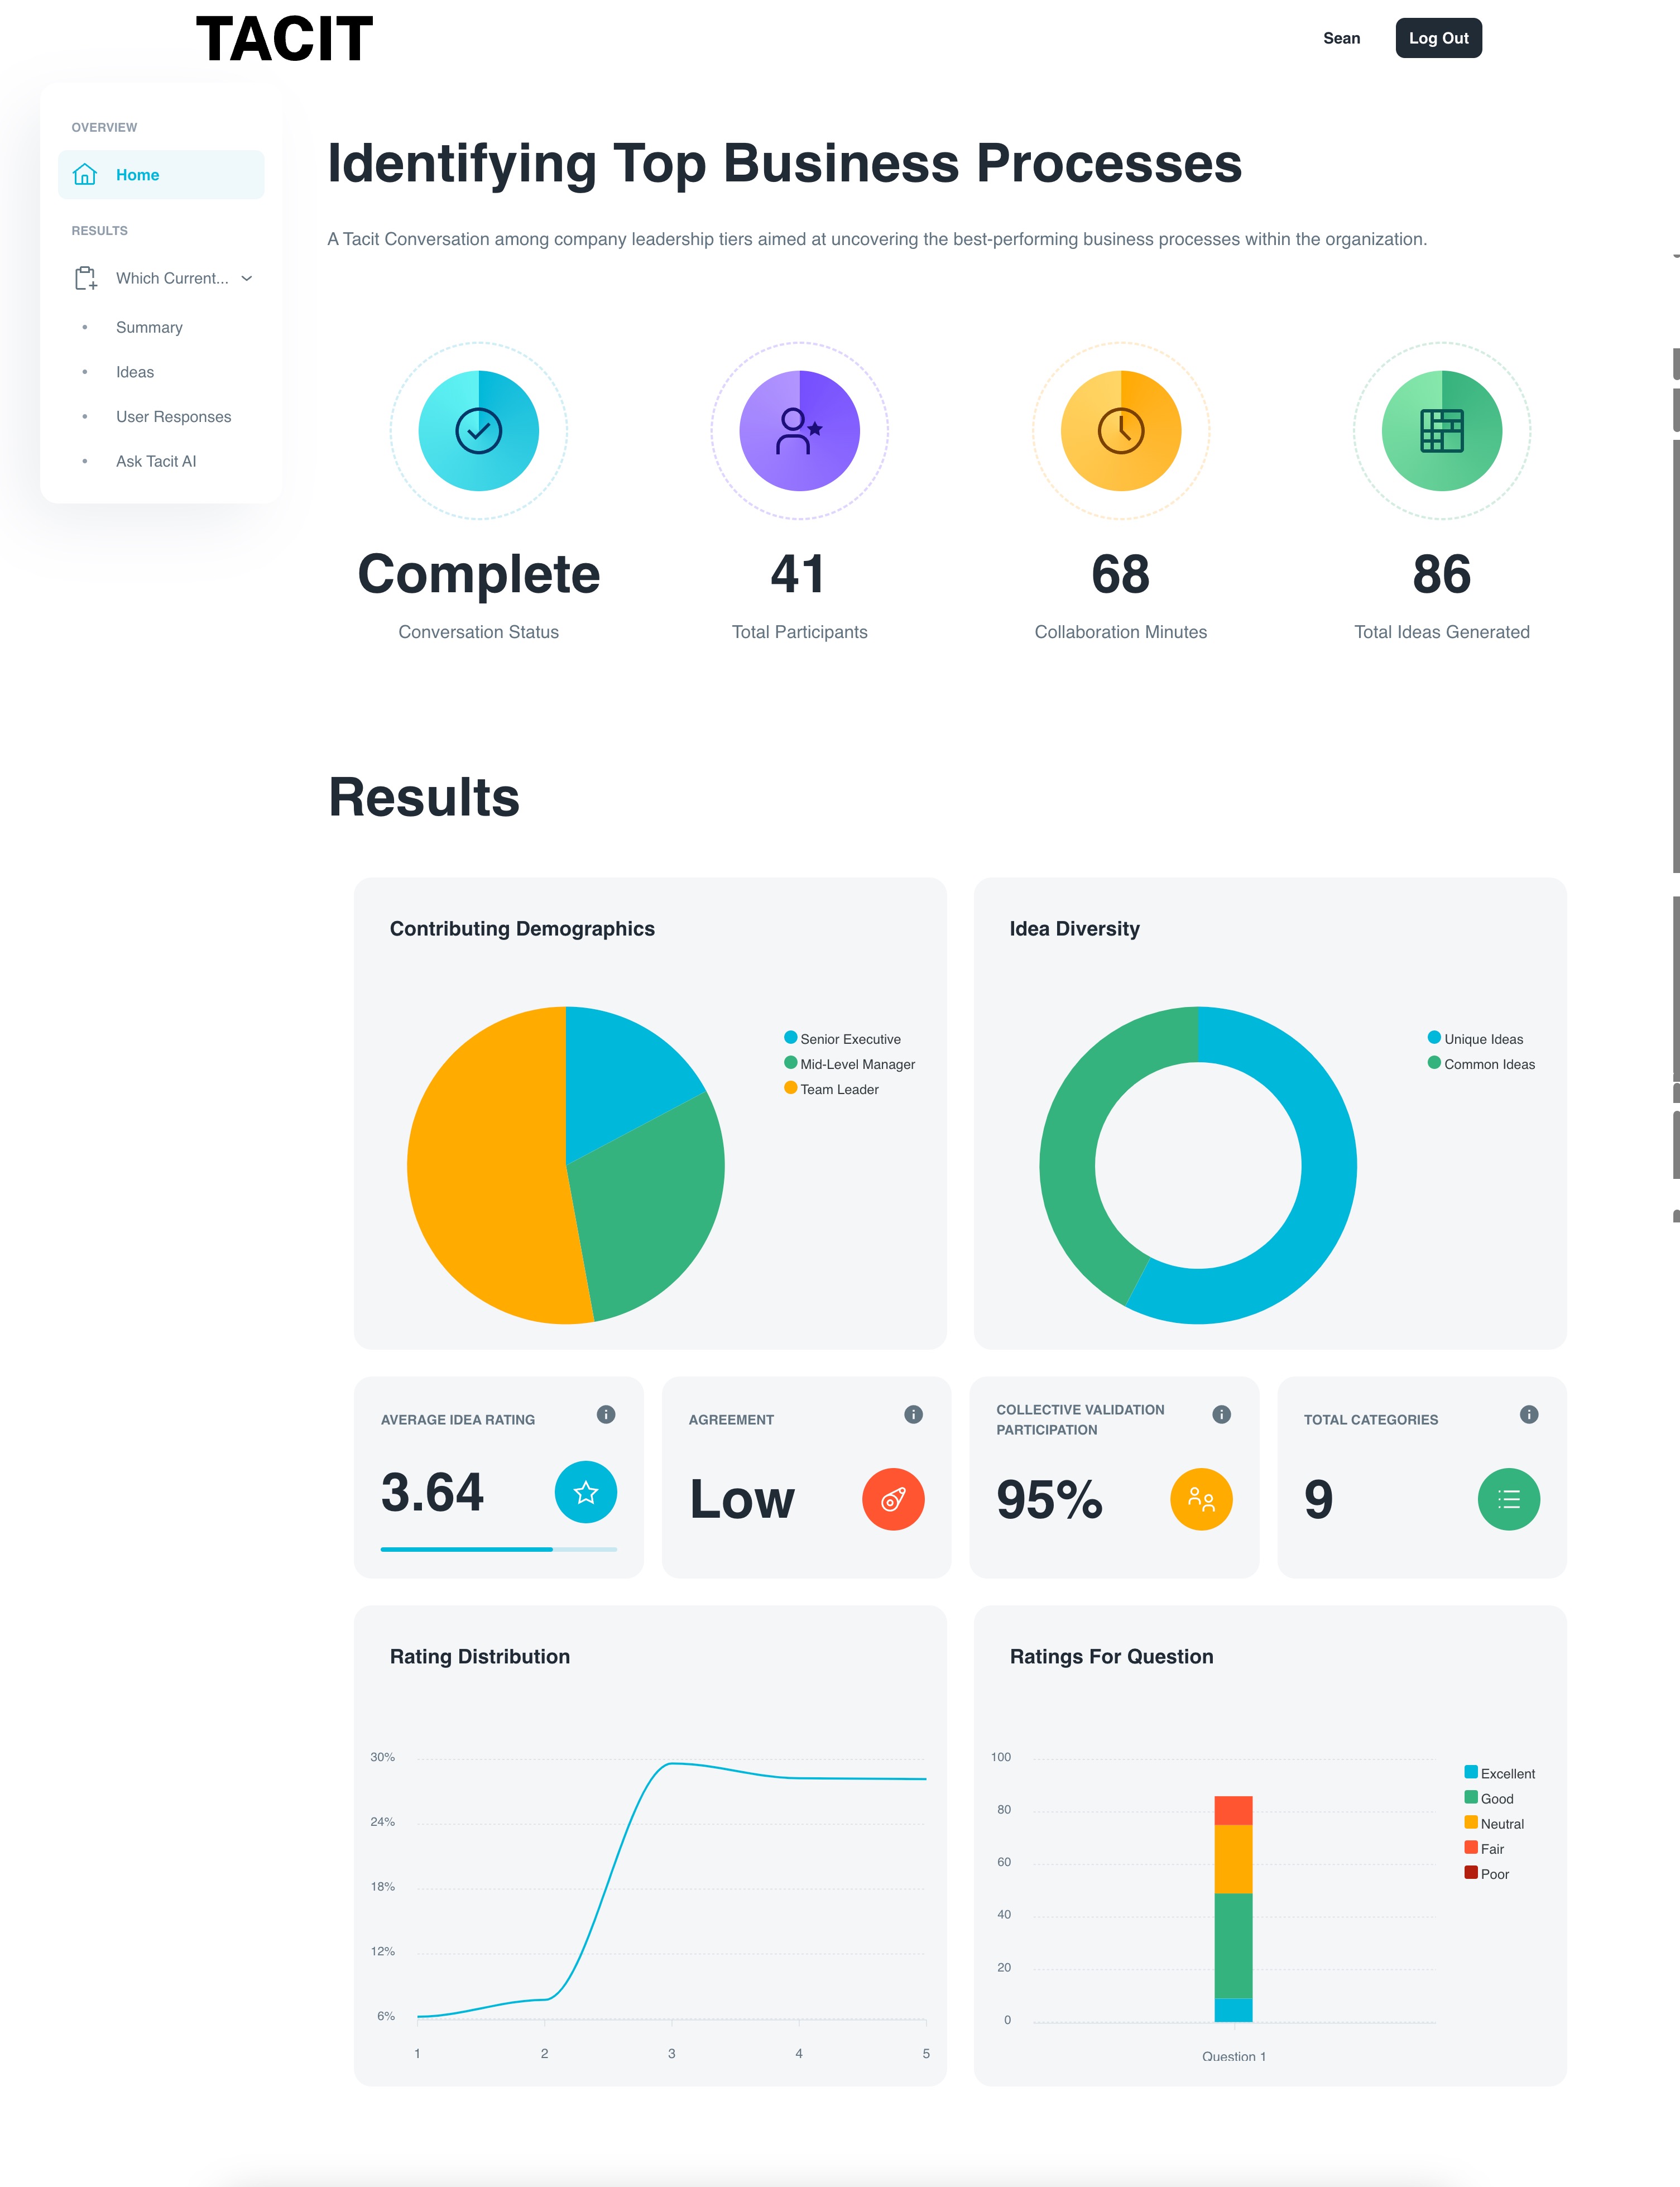 TACIT
Sean
Log Out
OVERVIEW
Home
RESULTS
Which Current...
Summary
Ideas
User Responses
Ask Tacit AI
Identifying Top Business Processes
A Tacit Conversation among company leadership tiers aimed at uncovering the best-performing business processes within the organization.
Complete
Conversation Status
41
Total Participants
68
Collaboration Minutes
86
Total Ideas Generated
Results
Contributing Demographics
Senior Executive
Mid-Level Manager
Team Leader
Idea Diversity
Unique Ideas
Common Ideas
AVERAGE IDEA RATING
3.64
AGREEMENT
Low
COLLECTIVE VALIDATION
PARTICIPATION
95%
TOTAL CATEGORIES
9
Rating Distribution
30%
24%
18%
12%
6%
1 2 3 4 5
Ratings For Question
100
80
60
40
20
0
Question 1
Excellent
Good
Neutral
Fair
Poor